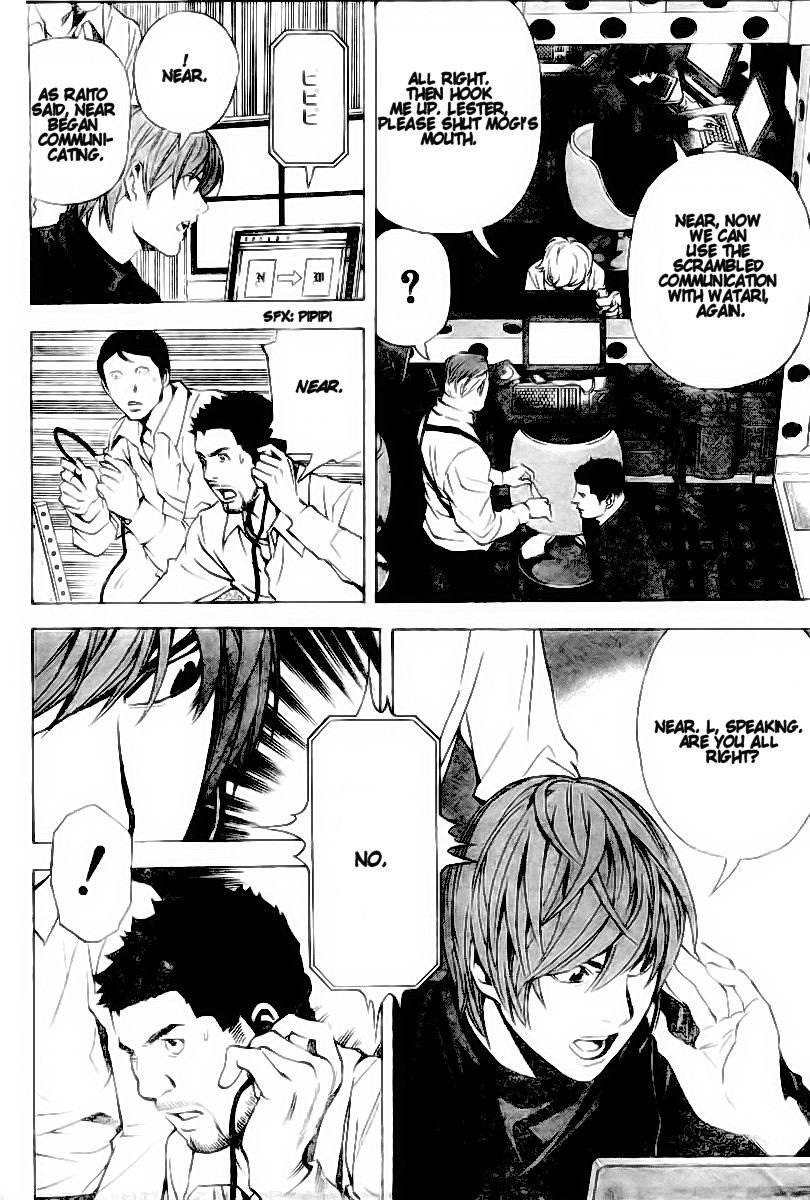 NEAR, NOW
WE CAN
USE THE
SCRAMBLED
COMMUNICATION
WITH WATARI,
AGAIN.
ALL RIGHT.
THEN HOOK
ME UP. LESTER,
PLEASE SHUT MOGI'S
MOUTH.
?
ピピピ
!
NEAR.
AS RAITO
SAID, NEAR
BEGAN
COMMUNI-
CATING.
N
W
SFX: PIPIPI
NEAR.
NEAR. L, SPEAKNG.
ARE YOU ALL
RIGHT?
NO.
!